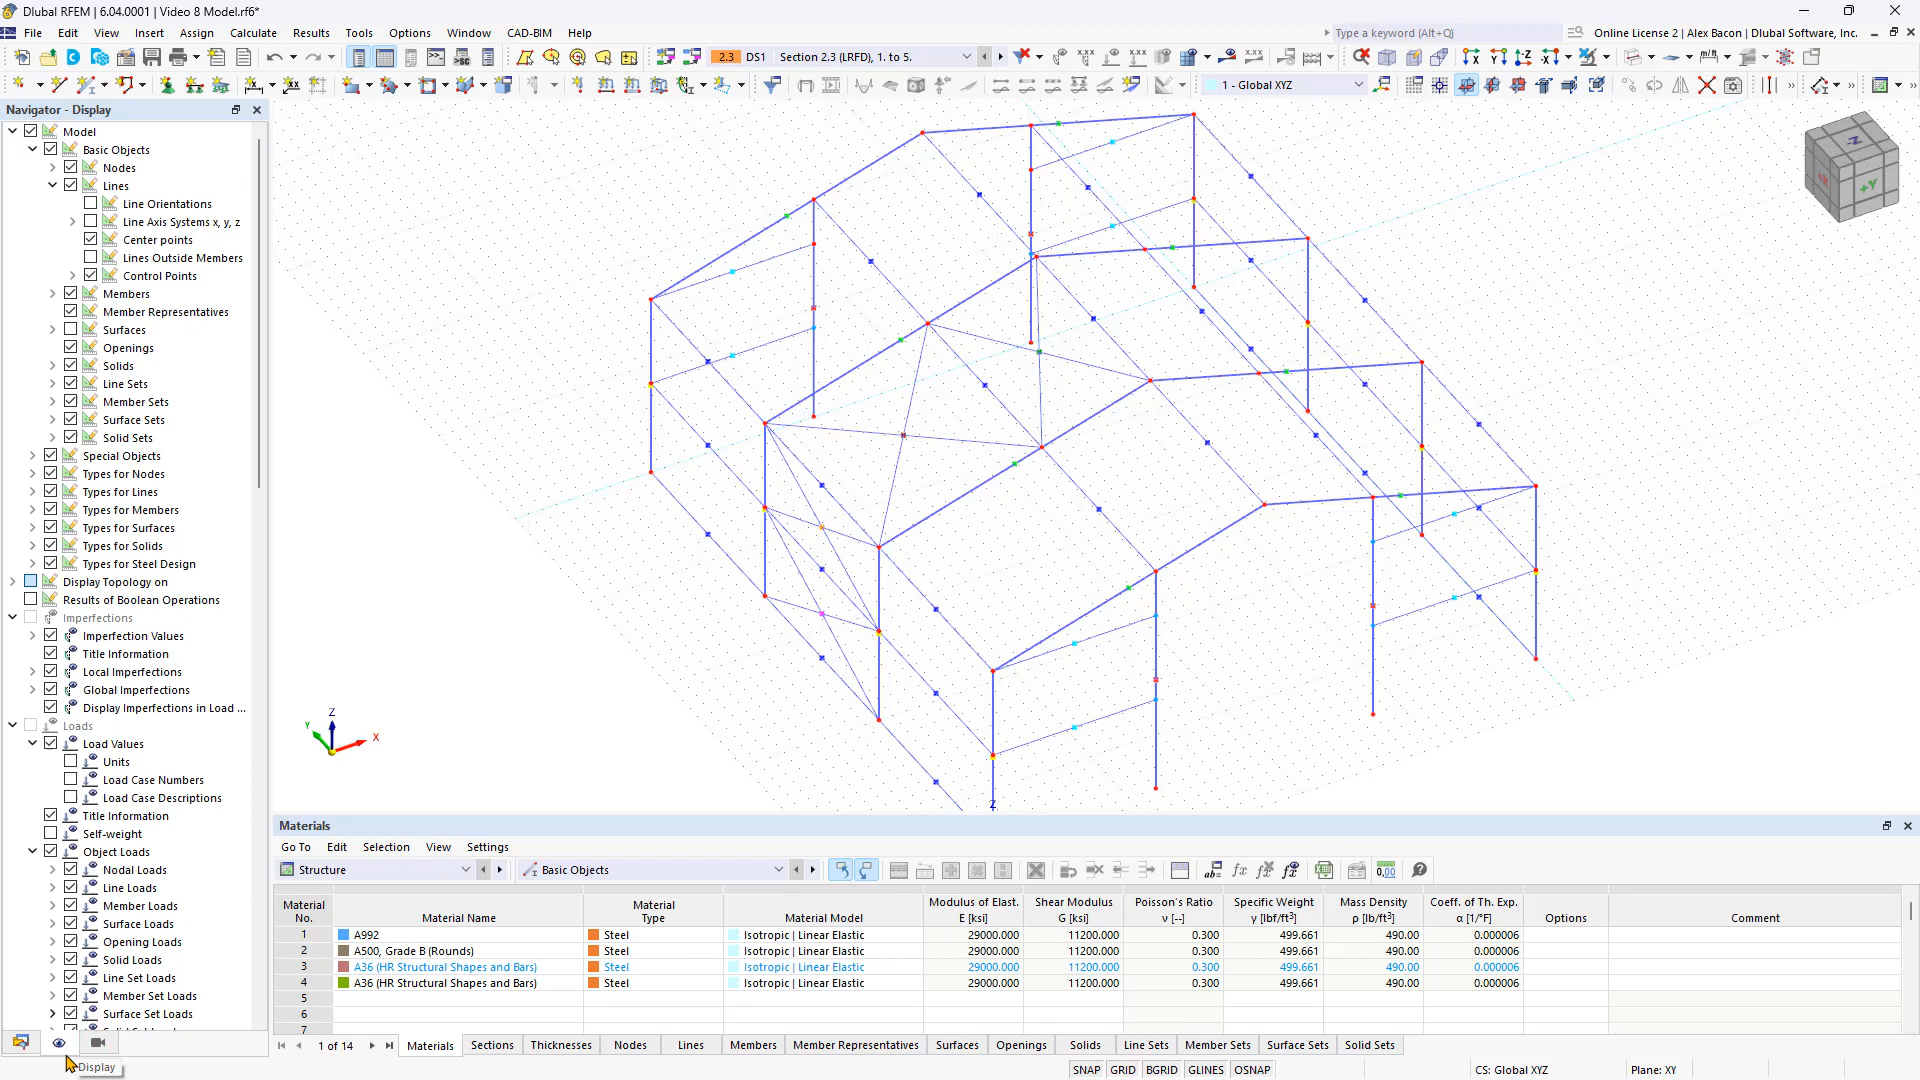 Dlubal RFEM | 6.04.0001 | Video 8 Model.rf6*
File Edit View Insert Assign Calculate Results Tools Options Window CAD-BIM Help
Type a keyword (Alt+Q)
Online License 2 | Alex Bacon | Dlubal Software, Inc.
2.3 DS1 Section 2.3 (LRFD), 1. to 5.
1 - Global XYZ
Navigator - Display
Model
Basic Objects
Nodes
Lines
Line Orientations
Line Axis Systems x, y, z
Center points
Lines Outside Members
Control Points
Members
Member Representatives
Surfaces
Openings
Solids
Line Sets
Member Sets
Surface Sets
Solid Sets
Special Objects
Types for Nodes
Types for Lines
Types for Members
Types for Surfaces
Types for Solids
Types for Steel Design
Display Topology on
Results of Boolean Operations
Imperfections
Imperfection Values
Title Information
Local Imperfections
Global Imperfections
Display Imperfections in Load ...
Loads
Load Values
Units
Load Case Numbers
Load Case Descriptions
Title Information
Self-weight
Object Loads
Nodal Loads
Line Loads
Member Loads
Surface Loads
Opening Loads
Solid Loads
Line Set Loads
Member Set Loads
Surface Set Loads
Display
-Z
+X
+Y
Z
Y
X
Z
Materials
Go To Edit Selection View Settings
Structure
Basic Objects
Material No. Material Name Material Type Material Model Modulus of Elast. E [ksi] Shear Modulus G [ksi] Poisson's Ratio ν [--] Specific Weight γ [lbf/ft³] Mass Density ρ [lb/ft³] Coeff. of Th. Exp. α [1/°F] Options Comment
1 A992 Steel Isotropic | Linear Elastic 29000.000 11200.000 0.300 499.661 490.00 0.000006
2 A500, Grade B (Rounds) Steel Isotropic | Linear Elastic 29000.000 11200.000 0.300 499.661 490.00 0.000006
3 A36 (HR Structural Shapes and Bars) Steel Isotropic | Linear Elastic 29000.000 11200.000 0.300 499.661 490.00 0.000006
4 A36 (HR Structural Shapes and Bars) Steel Isotropic | Linear Elastic 29000.000 11200.000 0.300 499.661 490.00 0.000006
5
6
7
1 of 14
Materials Sections Thicknesses Nodes Lines Members Member Representatives Surfaces Openings Solids Line Sets Member Sets Surface Sets Solid Sets
SNAP GRID BGRID GLINES OSNAP
CS: Global XYZ
Plane: XY